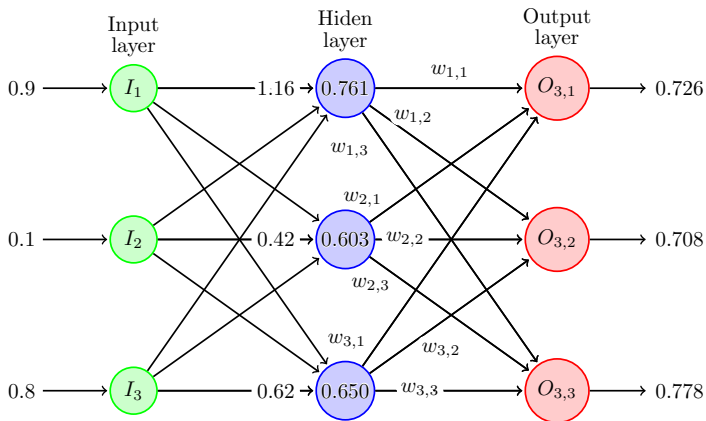 Input
layer
Hiden
layer
Output
layer
0.9
I₁
1.16
0.761
w₁,₁
O₃,₁
0.726
w₁,₂
w₁,₃
w₂,₁
0.1
I₂
0.42
0.603
w₂,₂
O₃,₂
0.708
w₂,₃
w₃,₁
w₃,₂
0.8
I₃
0.62
0.650
w₃,₃
O₃,₃
0.778